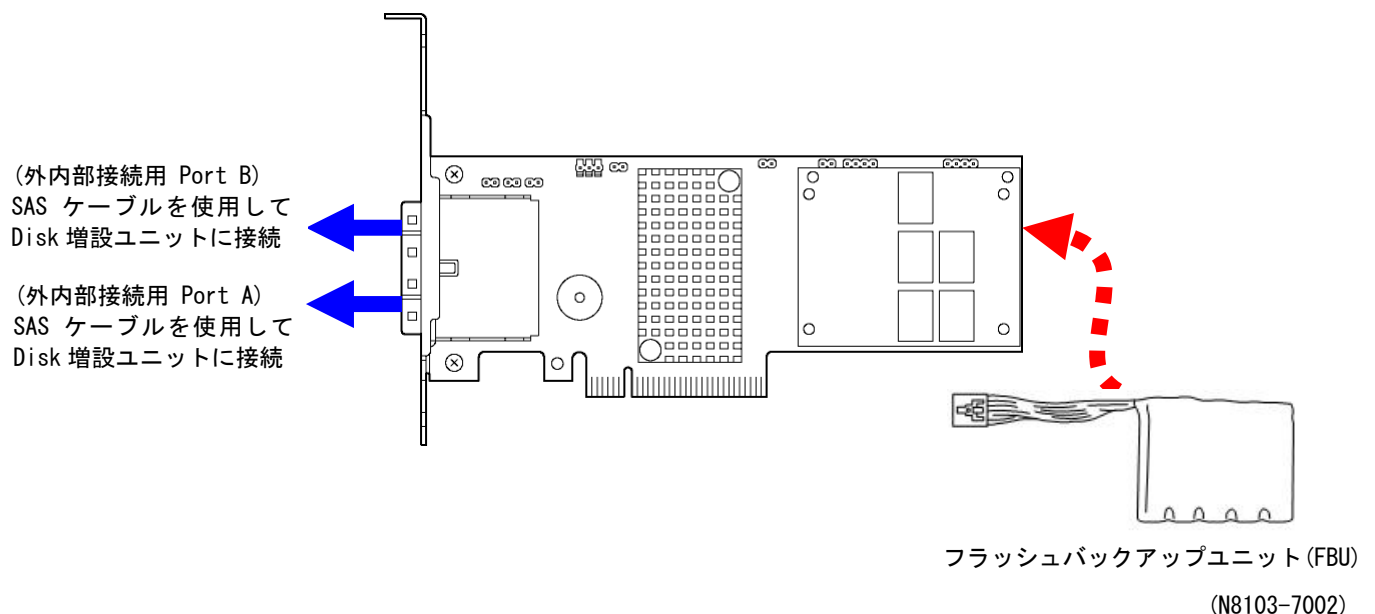 (外内部接続用 Port B)
SAS ケーブルを使用して
Disk 増設ユニットに接続
(外内部接続用 Port A)
SAS ケーブルを使用して
Disk 増設ユニットに接続
フラッシュバックアップユニット(FBU)
(N8103-7002)